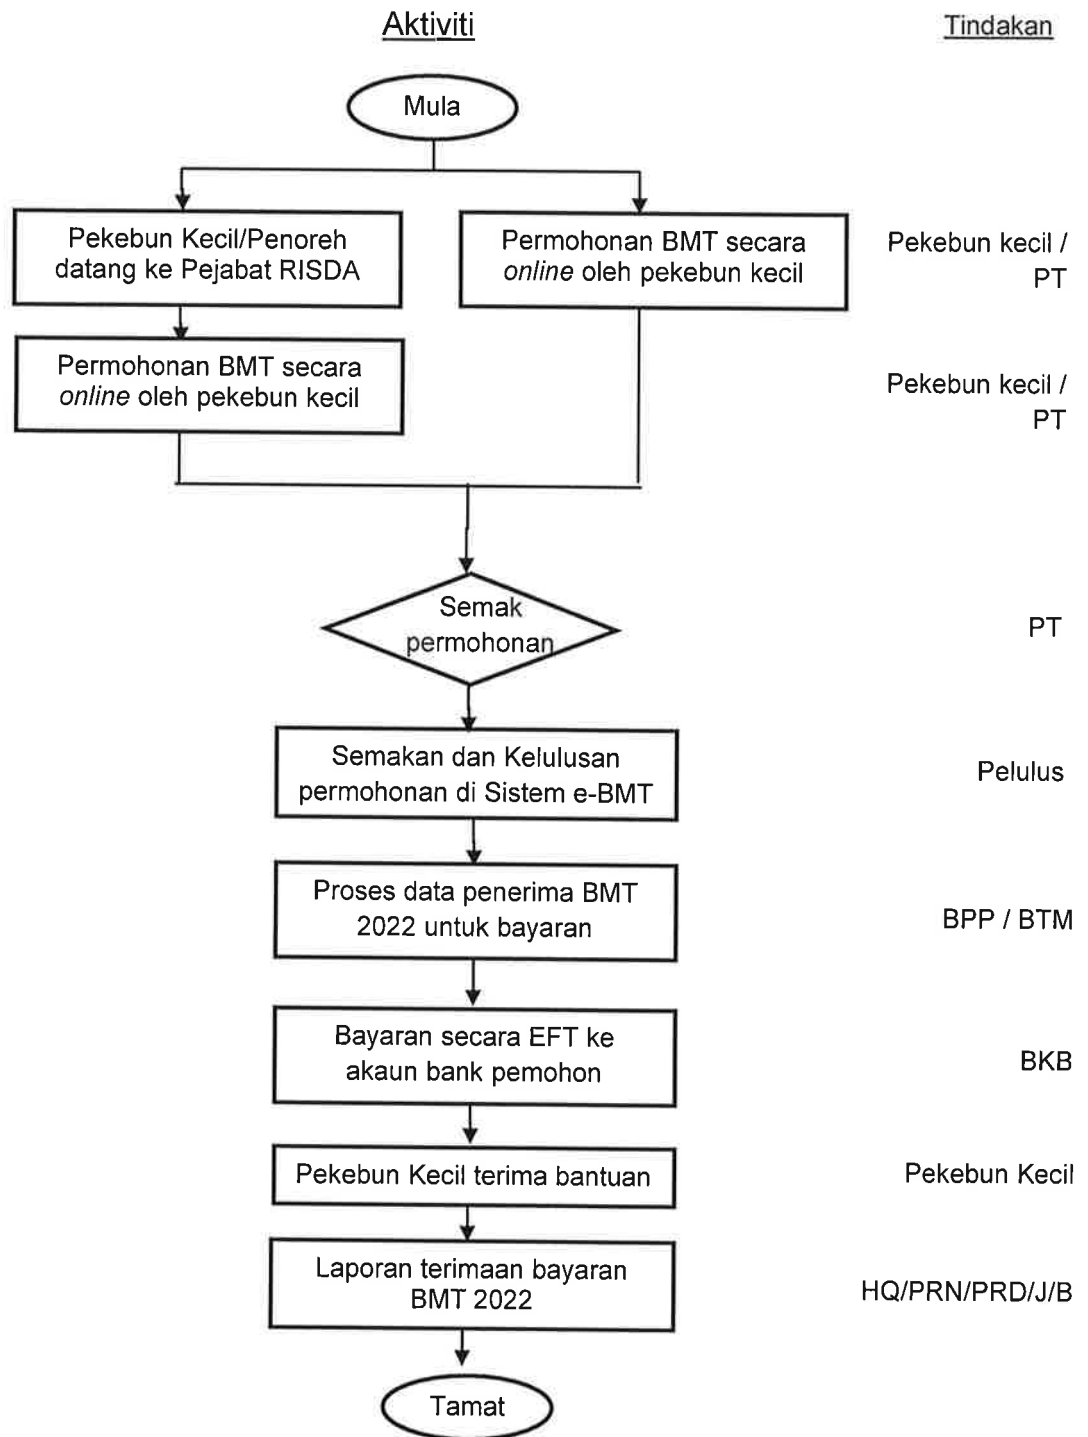 Aktiviti
Tindakan
Mula
Pekebun Kecil/Penoreh
datang ke Pejabat RISDA
Permohonan BMT secara
online oleh pekebun kecil
Pekebun kecil /
PT
Permohonan BMT secara
online oleh pekebun kecil
Pekebun kecil /
PT
Semak
permohonan
PT
Semakan dan Kelulusan
permohonan di Sistem e-BMT
Pelulus
Proses data penerima BMT
2022 untuk bayaran
BPP / BTM
Bayaran secara EFT ke
akaun bank pemohon
BKB
Pekebun Kecil terima bantuan
Pekebun Kecil
Laporan terimaan bayaran
BMT 2022
HQ/PRN/PRD/J/B
Tamat